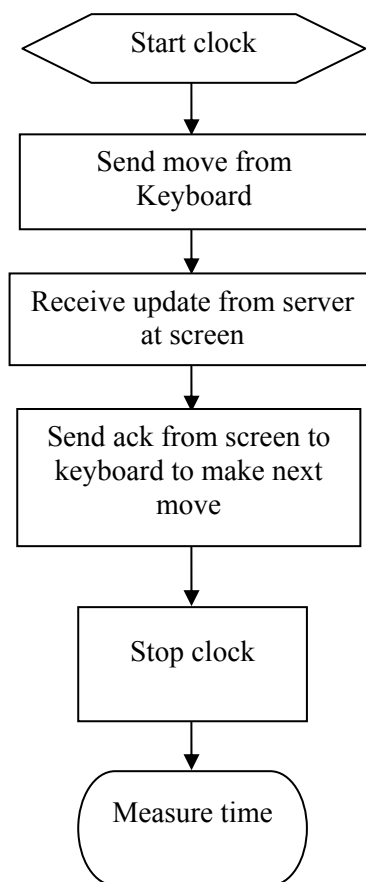 Start clock
Send move from
Keyboard
Receive update from server
at screen
Send ack from screen to
keyboard to make next
move
Stop clock
Measure time